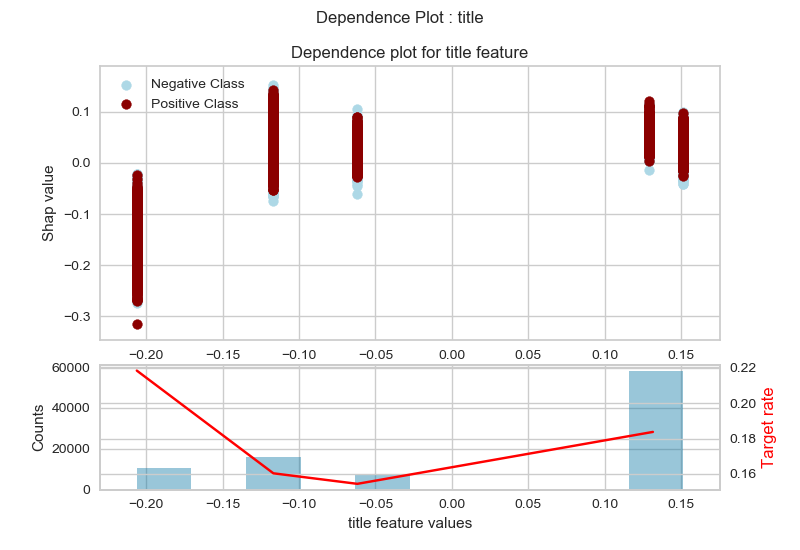 Dependence Plot : title
Dependence plot for title feature
Negative Class
Positive Class
Shap value
0.1
0.0
−0.1
−0.2
−0.3
−0.20 −0.15 −0.10 −0.05 0.00 0.05 0.10 0.15
Counts
60000
40000
20000
0
0.22
0.20
0.18
0.16
Target rate
−0.20 −0.15 −0.10 −0.05 0.00 0.05 0.10 0.15
title feature values